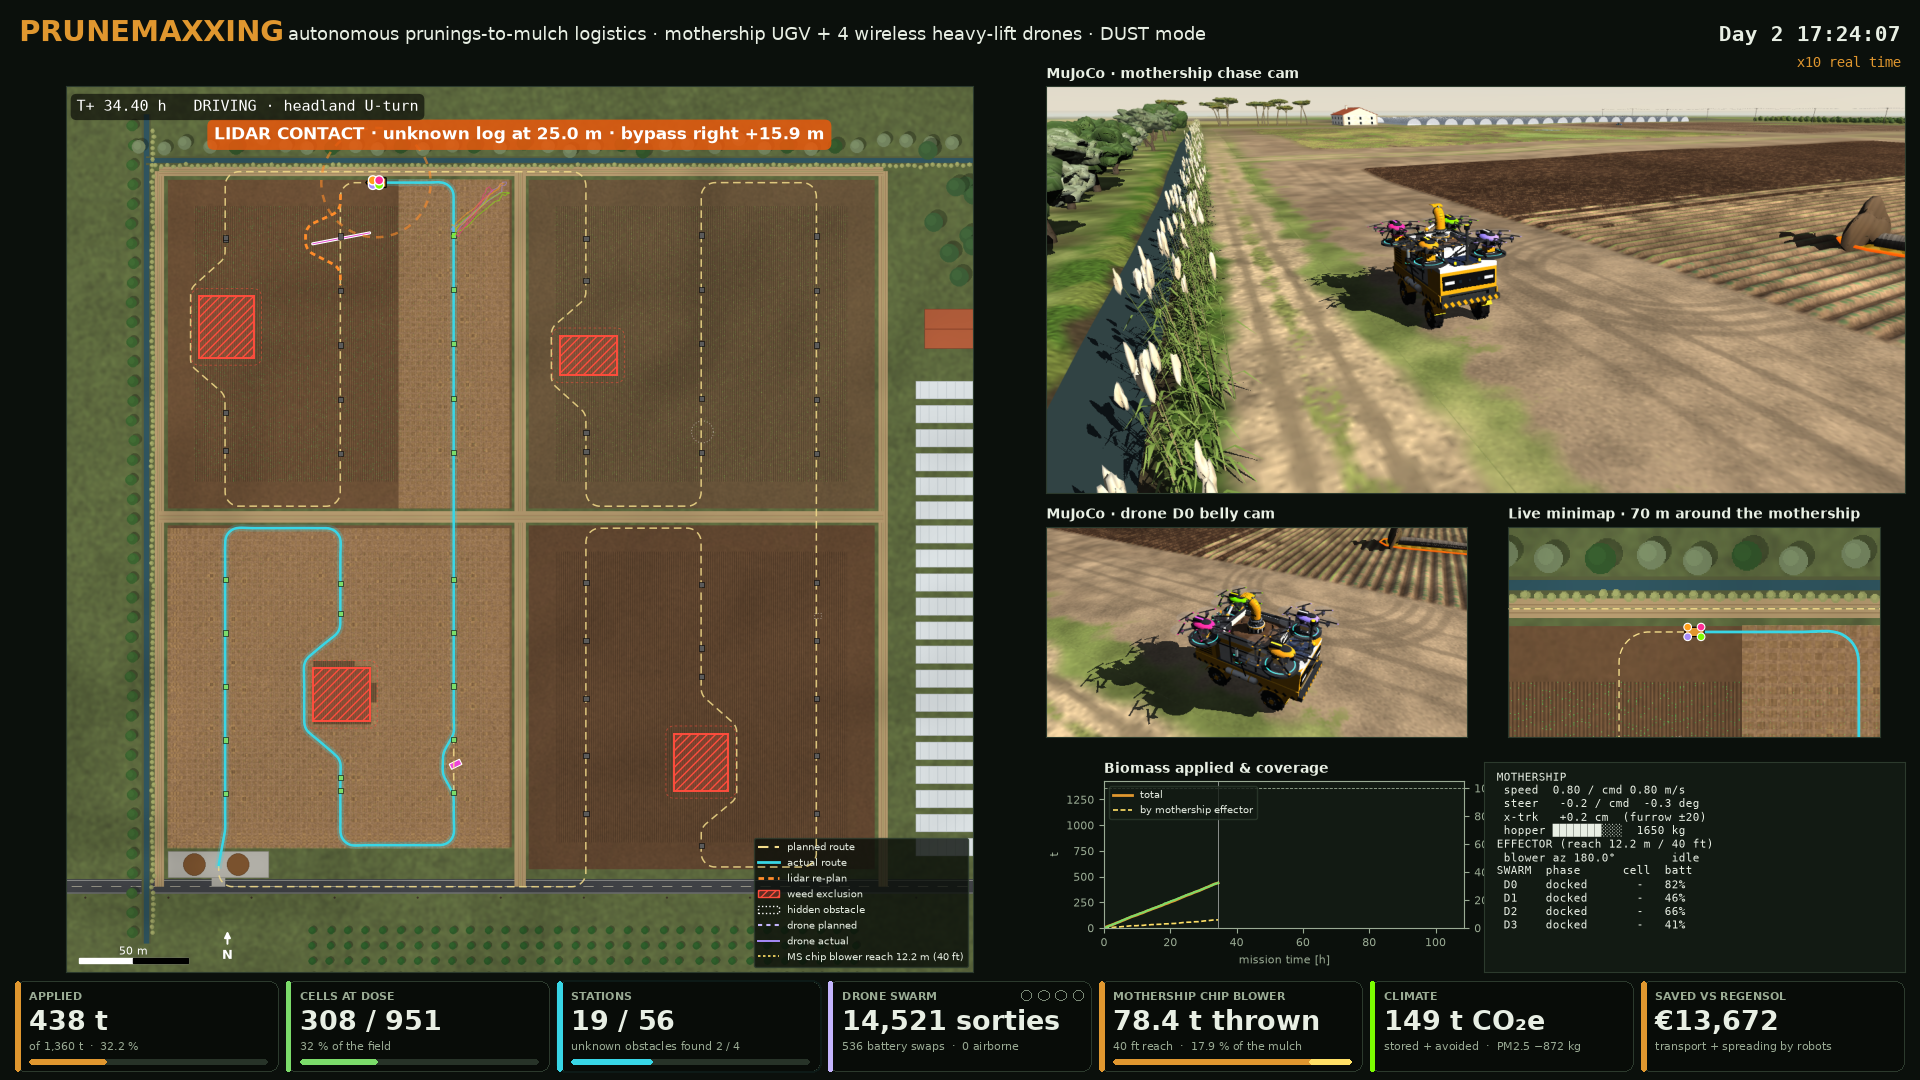 PRUNEMAXXING autonomous prunings-to-mulch logistics · mothership UGV + 4 wireless heavy-lift drones · DUST mode
Day 2 17:24:07
x10 real time
T+ 34.40 h DRIVING · headland U-turn
LIDAR CONTACT · unknown log at 25.0 m · bypass right +15.9 m
50 m
N
planned route
actual route
lidar re-plan
weed exclusion
hidden obstacle
drone planned
drone actual
MS chip blower reach 12.2 m (40 ft)
MuJoCo · mothership chase cam
MuJoCo · drone D0 belly cam
Live minimap · 70 m around the mothership
Biomass applied & coverage
total
by mothership effector
1250
1000
750
500
250
0
t
0 20 40 60 80 100
mission time [h]
MOTHERSHIP
speed 0.80 / cmd 0.80 m/s
steer -0.2 / cmd -0.3 deg
x-trk +0.2 cm (furrow ±20)
hopper 1650 kg
EFFECTOR (reach 12.2 m / 40 ft)
blower az 180.0° idle
SWARM phase cell batt
D0 docked - 82%
D1 docked - 46%
D2 docked - 66%
D3 docked - 41%
APPLIED
438 t
of 1,360 t · 32.2 %
CELLS AT DOSE
308 / 951
32 % of the field
STATIONS
19 / 56
unknown obstacles found 2 / 4
DRONE SWARM
14,521 sorties
536 battery swaps · 0 airborne
MOTHERSHIP CHIP BLOWER
78.4 t thrown
40 ft reach · 17.9 % of the mulch
CLIMATE
149 t CO₂e
stored + avoided · PM2.5 −872 kg
SAVED VS REGENSOL
€13,672
transport + spreading by robots